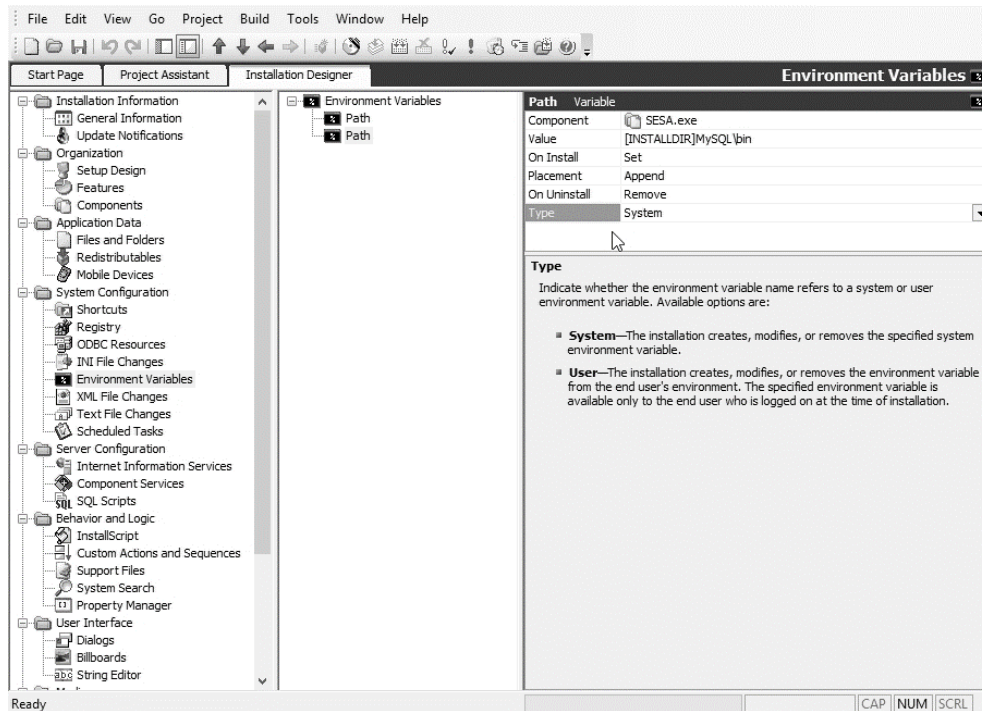 File Edit View Go Project Build Tools Window Help
Start Page Project Assistant Installation Designer Environment Variables
Installation Information
General Information
Update Notifications
Organization
Setup Design
Features
Components
Application Data
Files and Folders
Redistributables
Mobile Devices
System Configuration
Shortcuts
Registry
ODBC Resources
INI File Changes
Environment Variables
XML File Changes
Text File Changes
Scheduled Tasks
Server Configuration
Internet Information Services
Component Services
SQL SQL Scripts
Behavior and Logic
InstallScript
Custom Actions and Sequences
Support Files
System Search
Property Manager
User Interface
Dialogs
Billboards
abc String Editor
Environment Variables
Path
Path
Path Variable
Component SESA.exe
Value [INSTALLDIR]MySQL\bin
On Install Set
Placement Append
On Uninstall Remove
Type System
Type
Indicate whether the environment variable name refers to a system or user
environment variable. Available options are:
System—The installation creates, modifies, or removes the specified system
environment variable.
User—The installation creates, modifies, or removes the environment variable
from the end user's environment. The specified environment variable is
available only to the end user who is logged on at the time of installation.
Ready CAP NUM SCRL